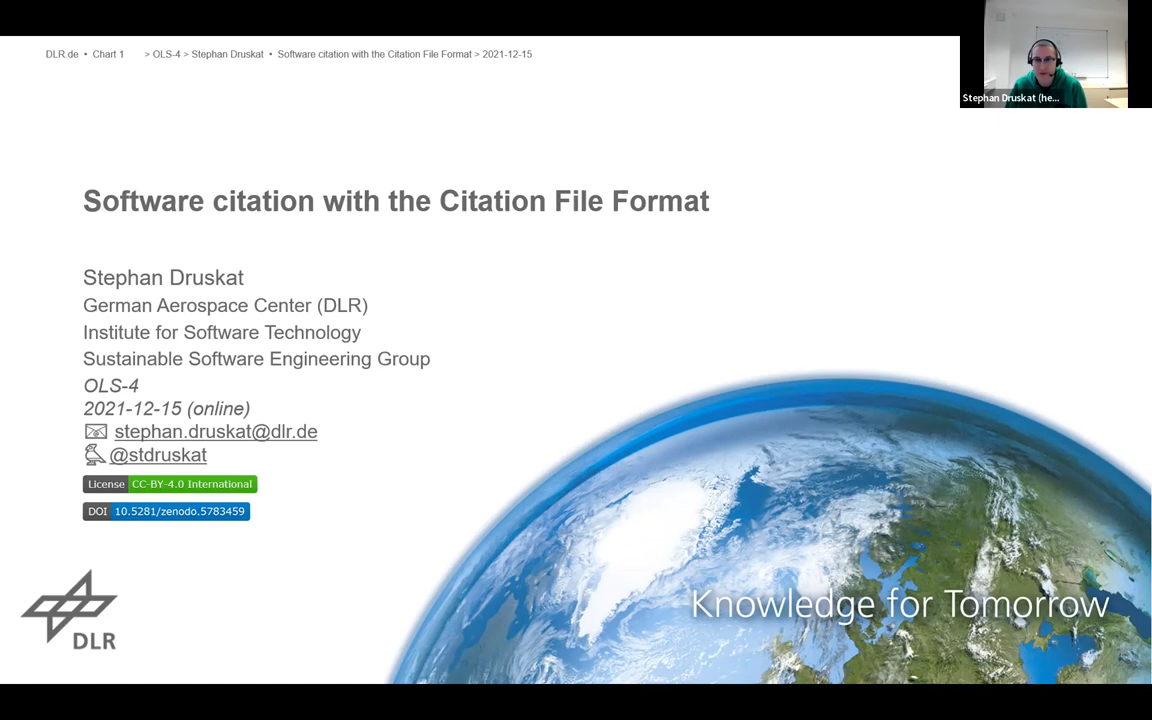 DLR.de • Chart 1 > OLS-4 > Stephan Druskat • Software citation with the Citation File Format > 2021-12-15
Stephan Druskat (he...
Software citation with the Citation File Format
Stephan Druskat
German Aerospace Center (DLR)
Institute for Software Technology
Sustainable Software Engineering Group
OLS-4
2021-12-15 (online)
stephan.druskat@dlr.de
@stdruskat
License CC-BY-4.0 International
DOI 10.5281/zenodo.5783459
Knowledge for Tomorrow
DLR